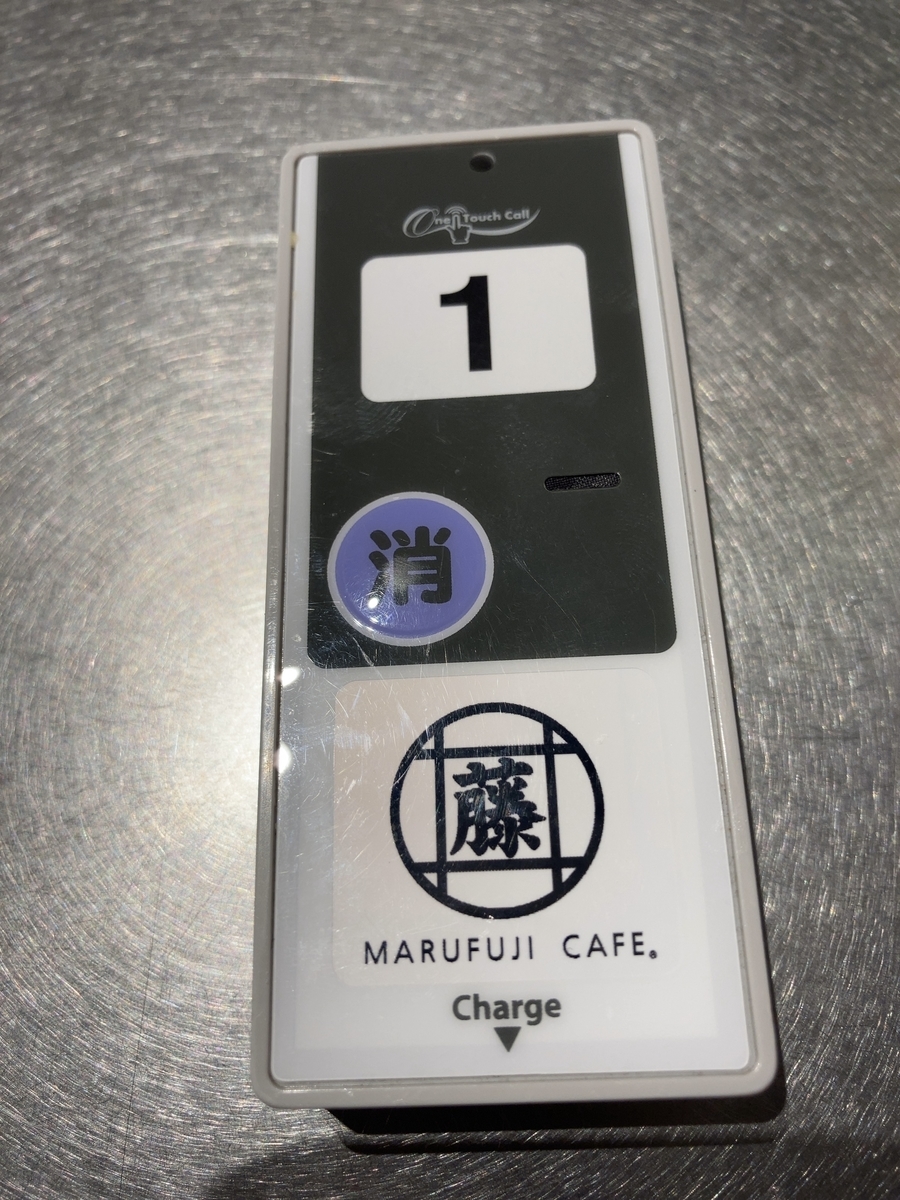 One Touch Call
1
消
藤
MARUFUJI CAFE®
Charge